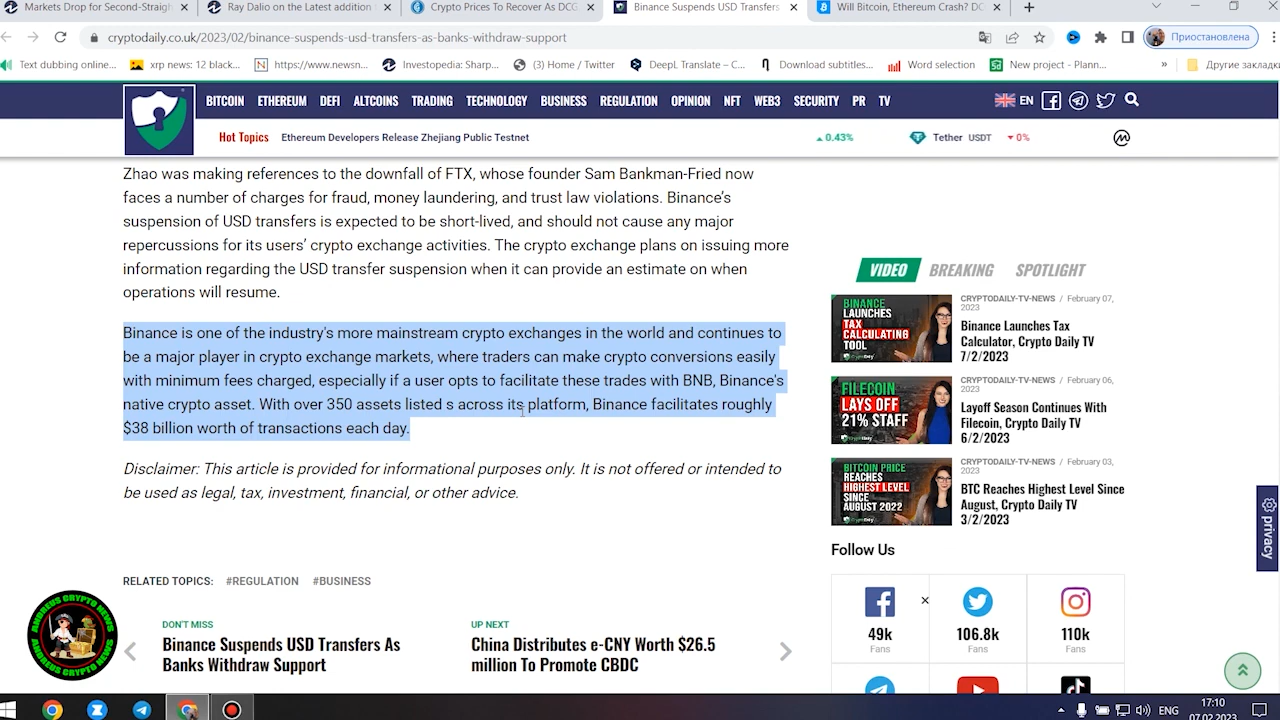 Markets Drop for Second-Straigh
Ray Dalio on the Latest addition
Crypto Prices To Recover As DCG
Binance Suspends USD Transfers
Will Bitcoin, Ethereum Crash? DC
cryptodaily.co.uk/2023/02/binance-suspends-usd-transfers-as-banks-withdraw-support
Приостановлена
Text dubbing online...
xrp news: 12 black...
https://www.newsn...
Investopedia: Sharp...
(3) Home / Twitter
DeepL Translate – C...
Download subtitles...
Word selection
New project - Plann...
»
Другие закладки
BITCOIN ETHEREUM DEFI ALTCOINS TRADING TECHNOLOGY BUSINESS REGULATION OPINION NFT WEB3 SECURITY PR TV
EN
Hot Topics
Ethereum Developers Release Zhejiang Public Testnet
0.43%
Tether USDT 0%
Zhao was making references to the downfall of FTX, whose founder Sam Bankman-Fried now
faces a number of charges for fraud, money laundering, and trust law violations. Binance's
suspension of USD transfers is expected to be short-lived, and should not cause any major
repercussions for its users' crypto exchange activities. The crypto exchange plans on issuing more
information regarding the USD transfer suspension when it can provide an estimate on when
operations will resume.
Binance is one of the industry's more mainstream crypto exchanges in the world and continues to
be a major player in crypto exchange markets, where traders can make crypto conversions easily
with minimum fees charged, especially if a user opts to facilitate these trades with BNB, Binance's
native crypto asset. With over 350 assets listed s across its platform, Binance facilitates roughly
$38 billion worth of transactions each day.
Disclaimer: This article is provided for informational purposes only. It is not offered or intended to
be used as legal, tax, investment, financial, or other advice.
RELATED TOPICS: #REGULATION #BUSINESS
DON'T MISS
Binance Suspends USD Transfers As
Banks Withdraw Support
UP NEXT
China Distributes e-CNY Worth $26.5
million To Promote CBDC
VIDEO BREAKING SPOTLIGHT
BINANCE
LAUNCHES
TAX
CALCULATING
TOOL
CRYPTODAILY-TV-NEWS / February 07,
2023
Binance Launches Tax
Calculator, Crypto Daily TV
7/2/2023
FILECOIN
LAYS OFF
21% STAFF
CRYPTODAILY-TV-NEWS / February 06,
2023
Layoff Season Continues With
Filecoin, Crypto Daily TV
6/2/2023
BITCOIN PRICE
REACHES
HIGHEST LEVEL
SINCE
AUGUST 2022
CRYPTODAILY-TV-NEWS / February 03,
2023
BTC Reaches Highest Level Since
August, Crypto Daily TV
3/2/2023
Follow Us
49k
Fans
106.8k
Fans
110k
Fans
privacy
ANDREUS CRYPTO NEWS
ANDREUS CRYPTO NEWS
ENG
17:10
07.02.2023